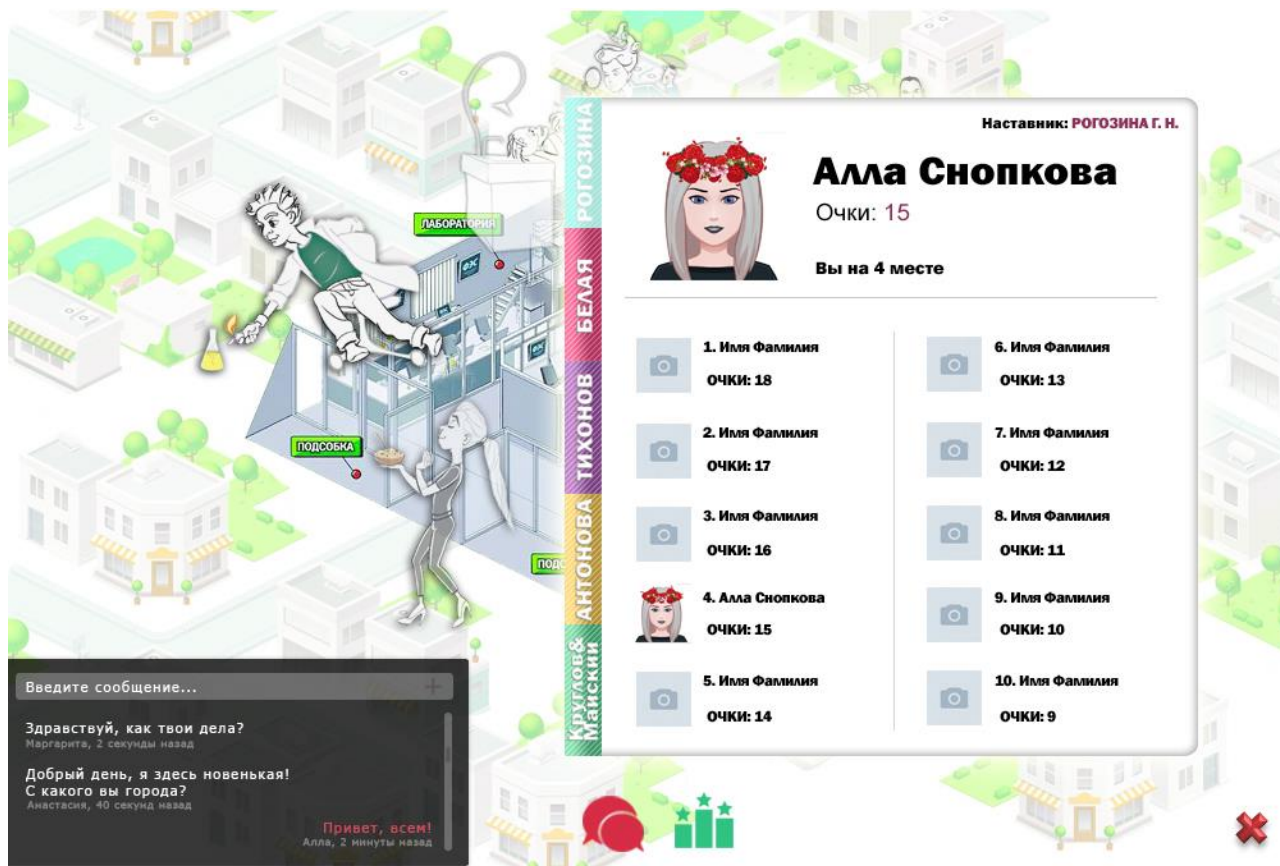 ЛАБОРАТОРИЯ
ПОДСОБКА
РОГОЗИНА
БЕЛАЯ
ТИХОНОВ
АНТОНОВА
Круглов&
Майский
Наставник: РОГОЗИНА Г. Н.
Алла Снопкова
Очки: 15
Вы на 4 месте
1. Имя Фамилия
ОЧКИ: 18
2. Имя Фамилия
ОЧКИ: 17
3. Имя Фамилия
ОЧКИ: 16
4. Алла Снопкова
ОЧКИ: 15
5. Имя Фамилия
ОЧКИ: 14
6. Имя Фамилия
ОЧКИ: 13
7. Имя Фамилия
ОЧКИ: 12
8. Имя Фамилия
ОЧКИ: 11
9. Имя Фамилия
ОЧКИ: 10
10. Имя Фамилия
ОЧКИ: 9
Введите сообщение...
Здравствуй, как твои дела?
Маргарита, 2 секунды назад
Добрый день, я здесь новенькая!
С какого вы города?
Анастасия, 40 секунд назад
Привет, всем!
Алла, 2 минуты назад